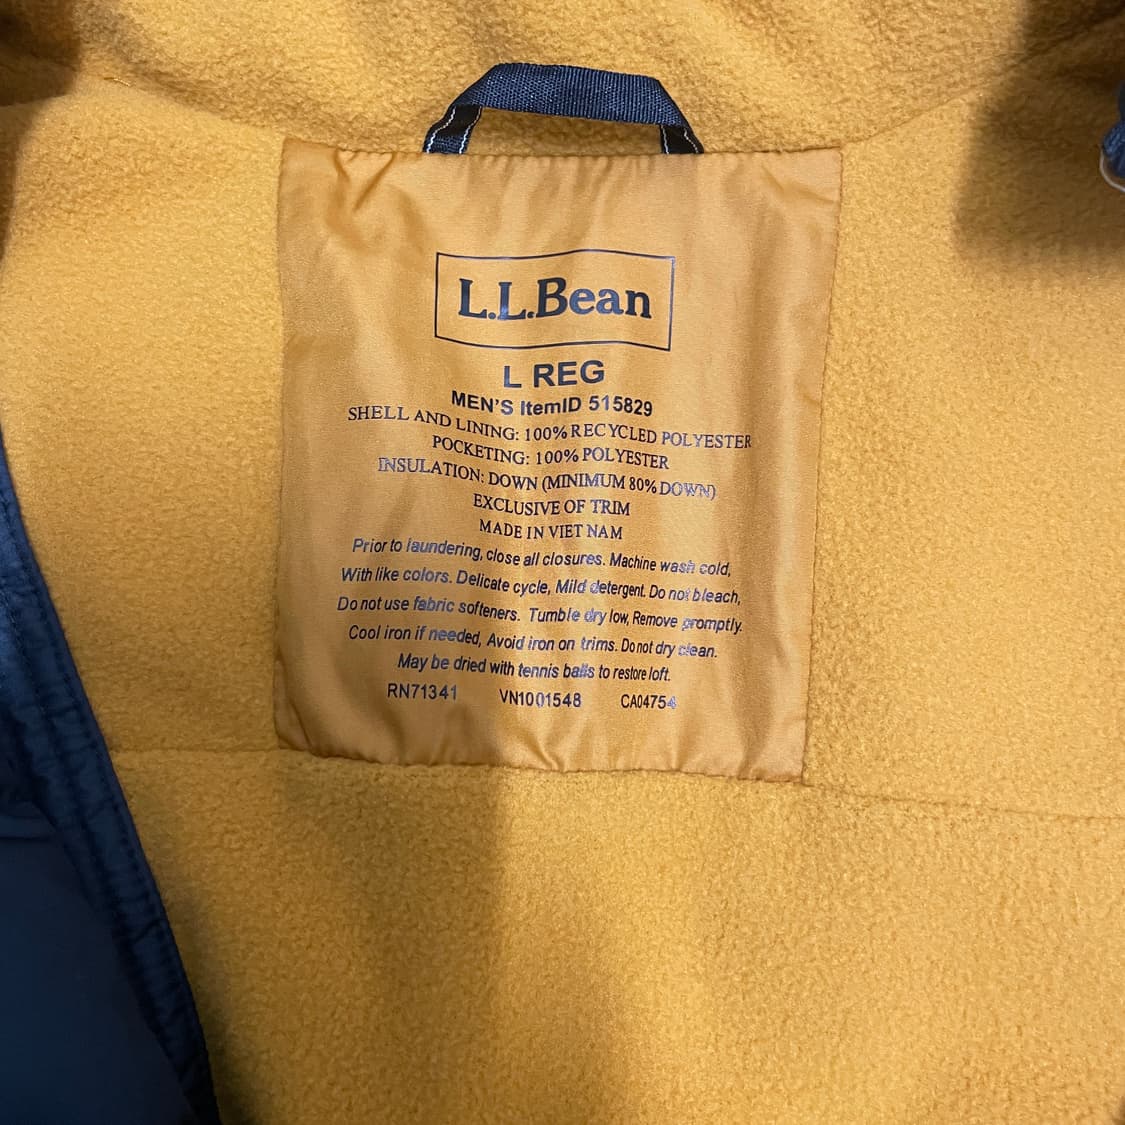 L.L.Bean
L REG
MEN'S ItemID 515829
SHELL AND LINING: 100% RECYCLED POLYESTER
POCKETING: 100% POLYESTER
INSULATION: DOWN (MINIMUM 80% DOWN)
EXCLUSIVE OF TRIM
MADE IN VIET NAM
Prior to laundering, close all closures. Machine wash cold,
With like colors. Delicate cycle, Mild detergent. Do not bleach,
Do not use fabric softeners. Tumble dry low, Remove promptly.
Cool iron if needed, Avoid iron on trims. Do not dry clean.
May be dried with tennis balls to restore loft.
RN71341 VN1001548 CA04754